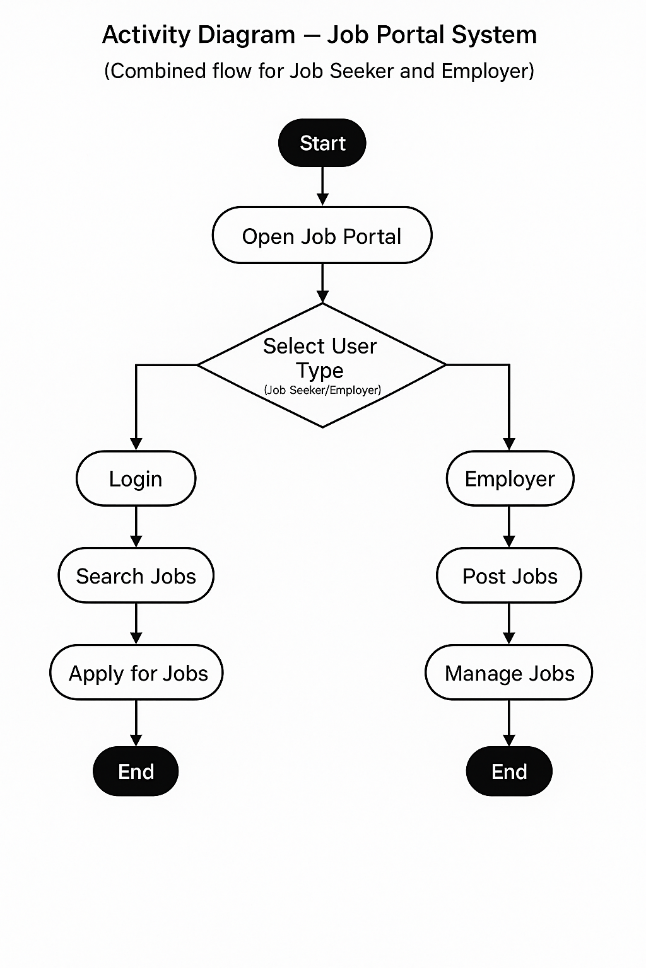 Activity Diagram — Job Portal System
(Combined flow for Job Seeker and Employer)
Start
Open Job Portal
Select User
Type
(Job Seeker/Employer)
Login
Employer
Search Jobs
Post Jobs
Apply for Jobs
Manage Jobs
End
End